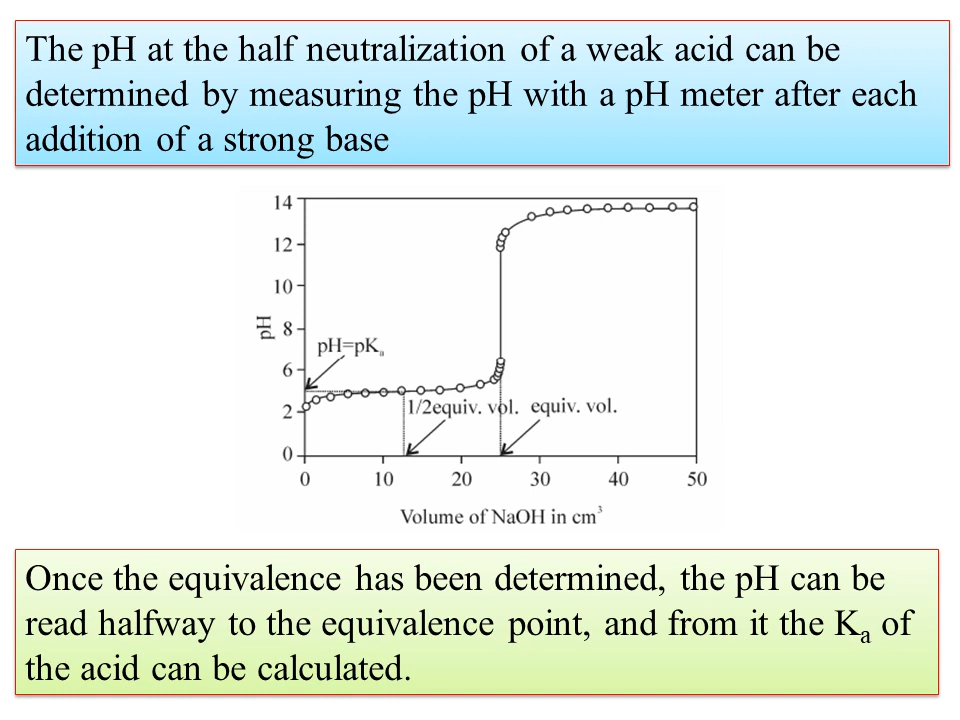 The pH at the half neutralization of a weak acid can be
determined by measuring the pH with a pH meter after each
addition of a strong base
14
12
10
8
6
2
0
pH
pH=pKₐ
1/2equiv. vol.
equiv. vol.
0 10 20 30 40 50
Volume of NaOH in cm³
Once the equivalence has been determined, the pH can be
read halfway to the equivalence point, and from it the Kₐ of
the acid can be calculated.